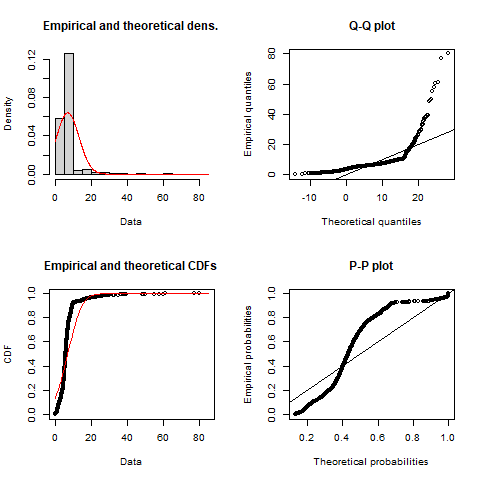 Empirical and theoretical dens.
Density
0.00 0.04 0.08 0.12
0 20 40 60 80
Data
Q-Q plot
Empirical quantiles
0 20 40 60 80
-10 0 10 20
Theoretical quantiles
Empirical and theoretical CDFs
CDF
0.0 0.2 0.4 0.6 0.8 1.0
0 20 40 60 80
Data
P-P plot
Empirical probabilities
0.0 0.2 0.4 0.6 0.8 1.0
0.2 0.4 0.6 0.8 1.0
Theoretical probabilities